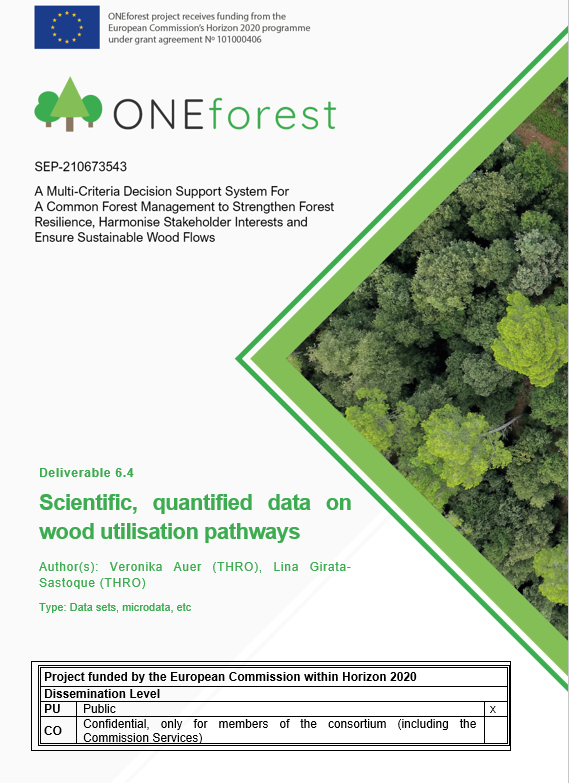 ONEforest project receives funding from the
European Commission's Horizon 2020 programme
under grant agreement Nº 101000406
ONEforest
SEP-210673543
A Multi-Criteria Decision Support System For
A Common Forest Management to Strengthen Forest
Resilience, Harmonise Stakeholder Interests and
Ensure Sustainable Wood Flows
Deliverable 6.4
Scientific, quantified data on
wood utilisation pathways
Author(s): Veronika Auer (THRO), Lina Girata-
Sastoque (THRO)
Type: Data sets, microdata, etc
Project funded by the European Commission within Horizon 2020
Dissemination Level
PU Public x
CO Confidential, only for members of the consortium (including the
Commission Services)